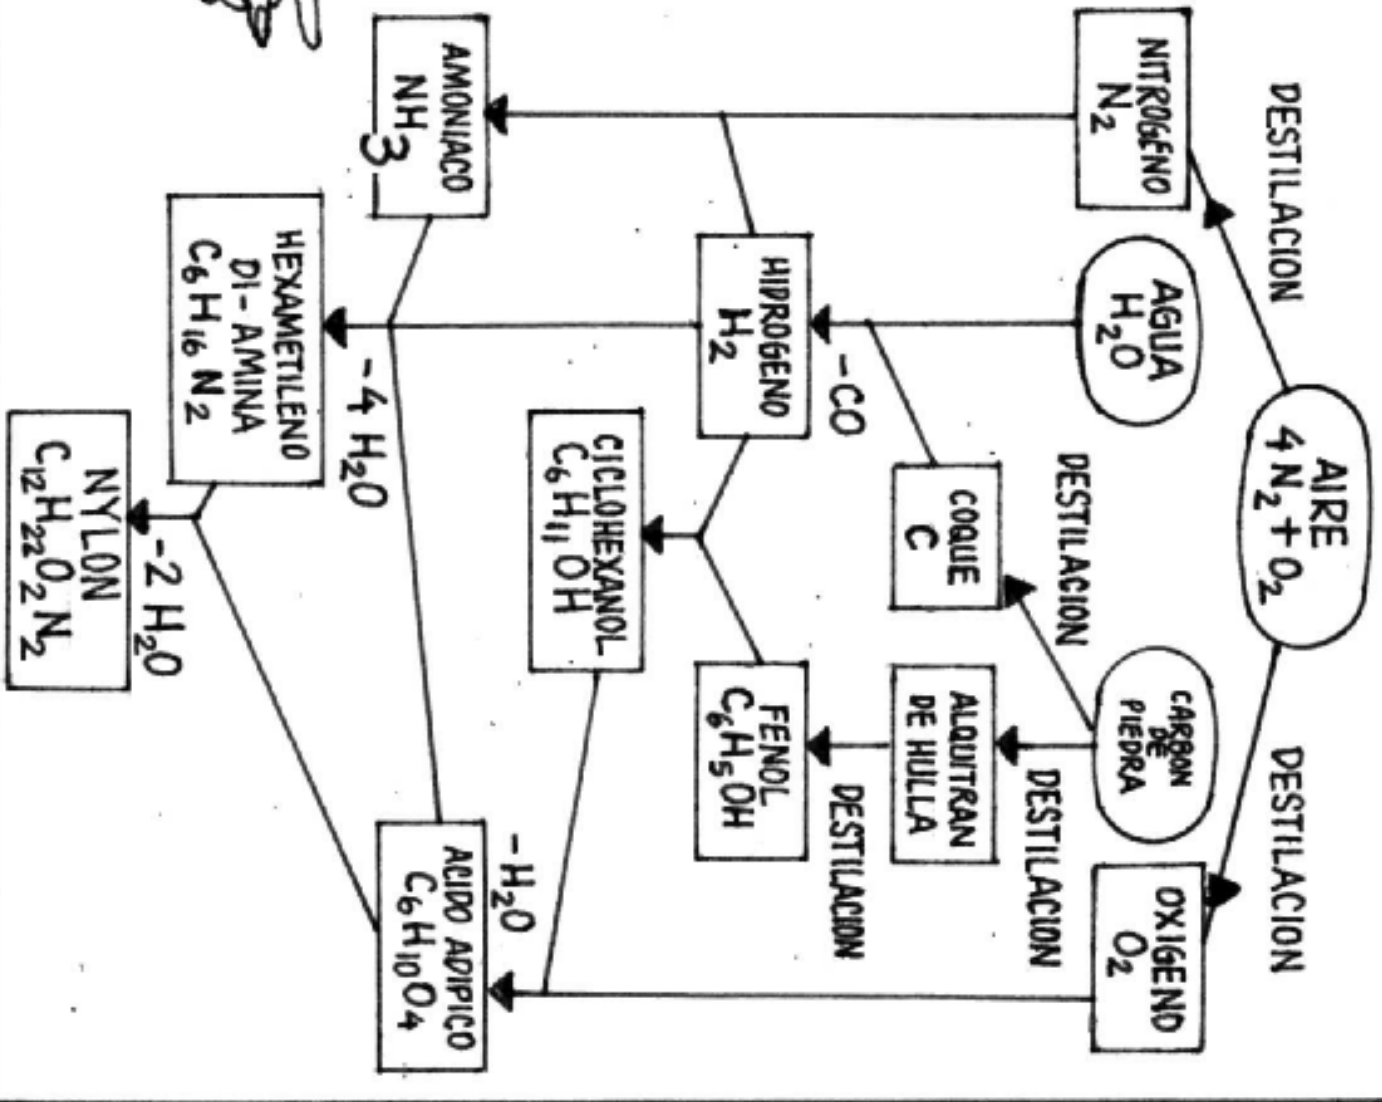 AIRE
4 N₂ + O₂
DESTILACION
DESTILACION
NITROGENO
N₂
AGUA
H₂O
CARBON
DE
PIEDRA
OXIGENO
O₂
DESTILACION
DESTILACION
COQUE
C
ALQUITRAN
DE HULLA
-CO
DESTILACION
HIDROGENO
H₂
FENOL
C₆H₅OH
CICLOHEXANOL
C₆H₁₁OH
-H₂O
AMONIACO
NH₃
ACIDO ADIPICO
C₆H₁₀O₄
-4 H₂O
HEXAMETILENO
DI-AMINA
C₆H₁₆N₂
-2 H₂O
NYLON
C₁₂H₂₂O₂N₂